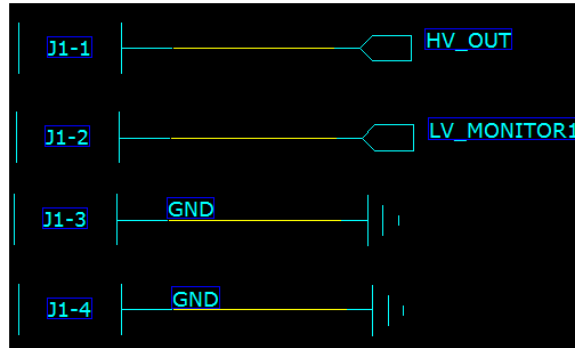 J1-1 HV_OUT
J1-2 LV_MONITOR1
J1-3 GND
J1-4 GND